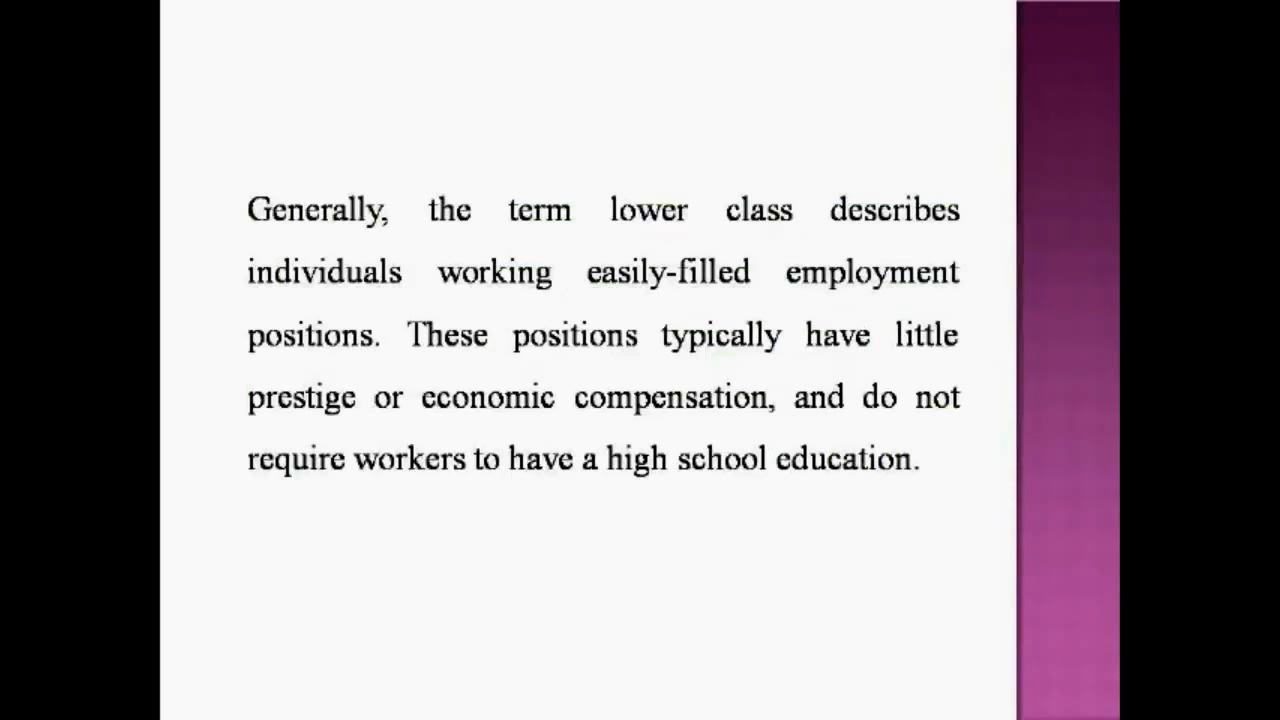 Generally, the term lower class describes
individuals working easily-filled employment
positions. These positions typically have little
prestige or economic compensation, and do not
require workers to have a high school education.